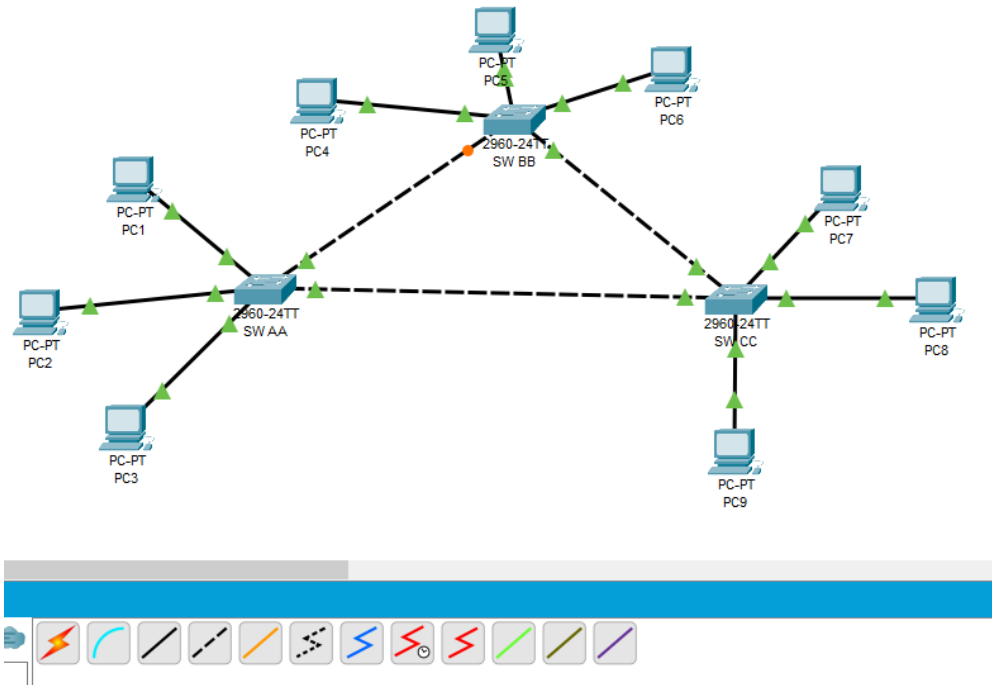 PC-PT
PC5
PC-PT
PC4
PC-PT
PC6
2960-24TT
SW BB
PC-PT
PC1
PC-PT
PC7
2960-24TT
SW AA
2960-24TT
SW CC
PC-PT
PC2
PC-PT
PC8
PC-PT
PC3
PC-PT
PC9